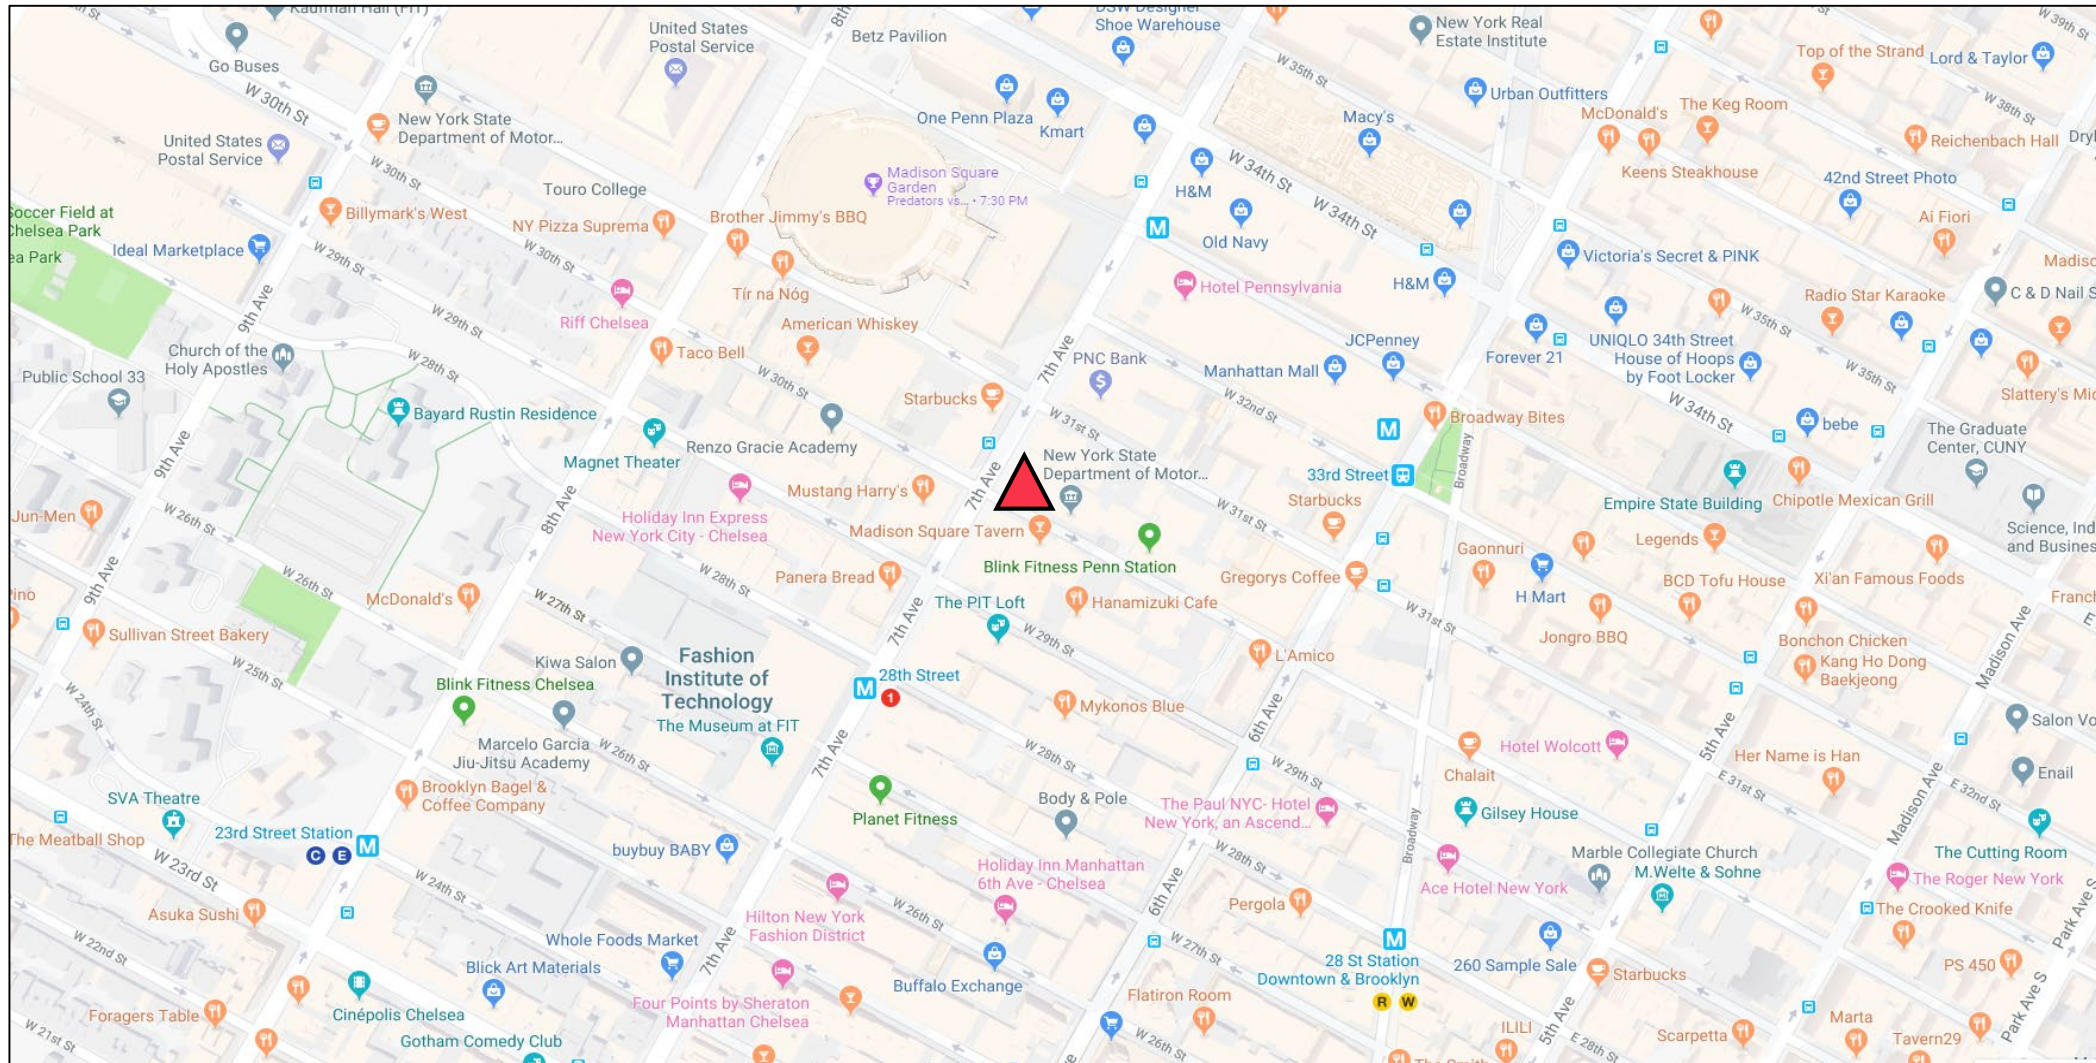 Kaufman Hall (FIT)
Go Buses
United States
Postal Service
8th
Betz Pavilion
DSW Designer
Shoe Warehouse
New York Real
Estate Institute
W 39th St
Top of the Strand
Lord & Taylor
W 30th St
New York State
Department of Motor...
United States
Postal Service
W 30th St
One Penn Plaza
Kmart
W 35th St
Urban Outfitters
Macy's
McDonald's
The Keg Room
W 38th St
Reichenbach Hall
Keens Steakhouse
Madison Square
Garden
Predators vs... • 7:30 PM
Touro College
H&M
W 34th St
W 34th St
42nd Street Photo
Soccer Field at
Chelsea Park
ea Park
Billymark's West
NY Pizza Suprema
Brother Jimmy's BBQ
Old Navy
Ai Fiori
Ideal Marketplace
W 29th St
W 30th St
Tír na Nóg
Victoria's Secret & PINK
Hotel Pennsylvania
H&M
C & D Nail S
9th Ave
Riff Chelsea
W 29th St
American Whiskey
Radio Star Karaoke
W 35th St
Church of the
Holy Apostles
W 28th St
Taco Bell
7th Ave
PNC Bank
JCPenney
Forever 21
UNIQLO 34th Street
House of Hoops
by Foot Locker
W 35th St
Public School 33
W 30th St
Starbucks
Manhattan Mall
W 32nd St
W 34th St
Bayard Rustin Residence
Renzo Gracie Academy
W 31st St
Broadway Bites
bebe
The Graduate
Center, CUNY
9th Ave
Magnet Theater
Broadway
New York State
Department of Motor...
33rd Street
Mustang Harry's
7th Ave
Starbucks
Empire State Building
Chipotle Mexican Grill
Jun-Men
8th Ave
W 26th St
Holiday Inn Express
New York City - Chelsea
Madison Square Tavern
W 31st St
Legends
Science, Ind
and Busines
Gaonnuri
Blink Fitness Penn Station
Gregorys Coffee
BCD Tofu House
Xi'an Famous Foods
9th Ave
W 26th St
McDonald's
W 28th St
Panera Bread
H Mart
The PIT Loft
Hanamizuki Cafe
W 27th St
7th Ave
W 31st St
Jongro BBQ
Sullivan Street Bakery
W 29th St
Bonchon Chicken
L'Amico
Kang Ho Dong
Baekjeong
Madison Ave
W 25th St
Kiwa Salon
Fashion
Institute of
Technology
28th Street
1
W 24th St
Blink Fitness Chelsea
The Museum at FIT
Mykonos Blue
6th Ave
Marcelo Garcia
Jiu-Jitsu Academy
W 26th St
7th Ave
W 28th St
W 29th St
Chalait
Hotel Wolcott
5th Ave
Her Name is Han
E 31st St
E 32nd St
Enail
Brooklyn Bagel &
Coffee Company
SVA Theatre
Planet Fitness
Body & Pole
The Paul NYC- Hotel
New York, an Ascend...
Gilsey House
Madison Ave
The Meatball Shop
23rd Street Station
C E
buybuy BABY
Broadway
W 28th St
Marble Collegiate Church
M.Welte & Sohne
The Cutting Room
W 23rd St
W 24th St
Holiday Inn Manhattan
6th Ave - Chelsea
Ace Hotel New York
The Roger New York
Asuka Sushi
Hilton New York
Fashion District
W 26th St
6th Ave
Pergola
The Crooked Knife
Park Ave S
W 22nd St
Whole Foods Market
7th Ave
W 27th St
28 St Station
Downtown & Brooklyn
R W
260 Sample Sale
Starbucks
PS 450
Blick Art Materials
Four Points by Sheraton
Manhattan Chelsea
Buffalo Exchange
Flatiron Room
Foragers Table
Cinépolis Chelsea
Gotham Comedy Club
W 21st St
W 26th St
ILILI
5th Ave
E 28th St
Scarpetta
Marta
Tavern29
Park Ave S